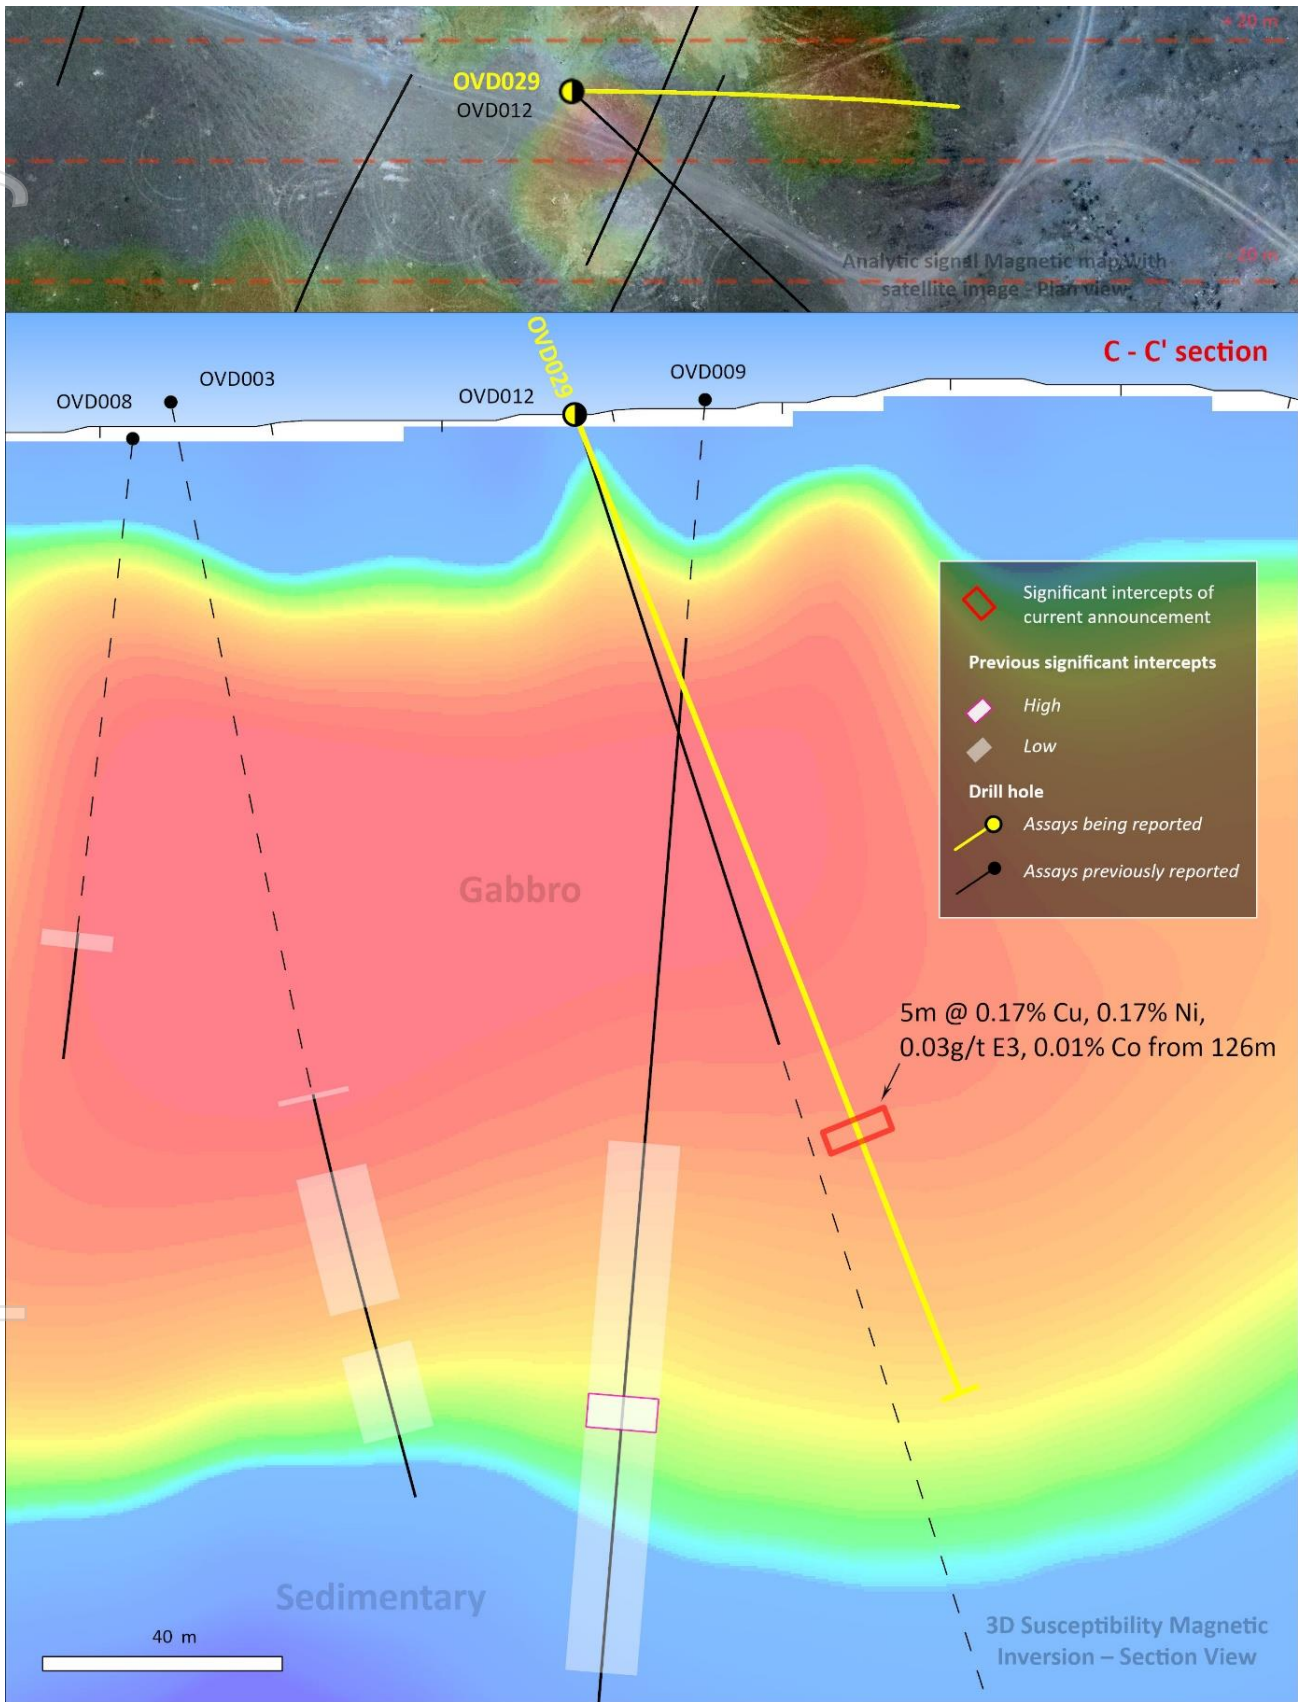 + 20 m
OVD029
OVD012
Analytic signal Magnetic map with
- 20 m
satellite image - Plan view
C - C' section
OVD029
OVD003
OVD009
OVD008
OVD012
Significant intercepts of
current announcement
Previous significant intercepts
High
Low
Drill hole
Assays being reported
Assays previously reported
Gabbro
5m @ 0.17% Cu, 0.17% Ni,
0.03g/t E3, 0.01% Co from 126m
Sedimentary
40 m
3D Susceptibility Magnetic
Inversion – Section View